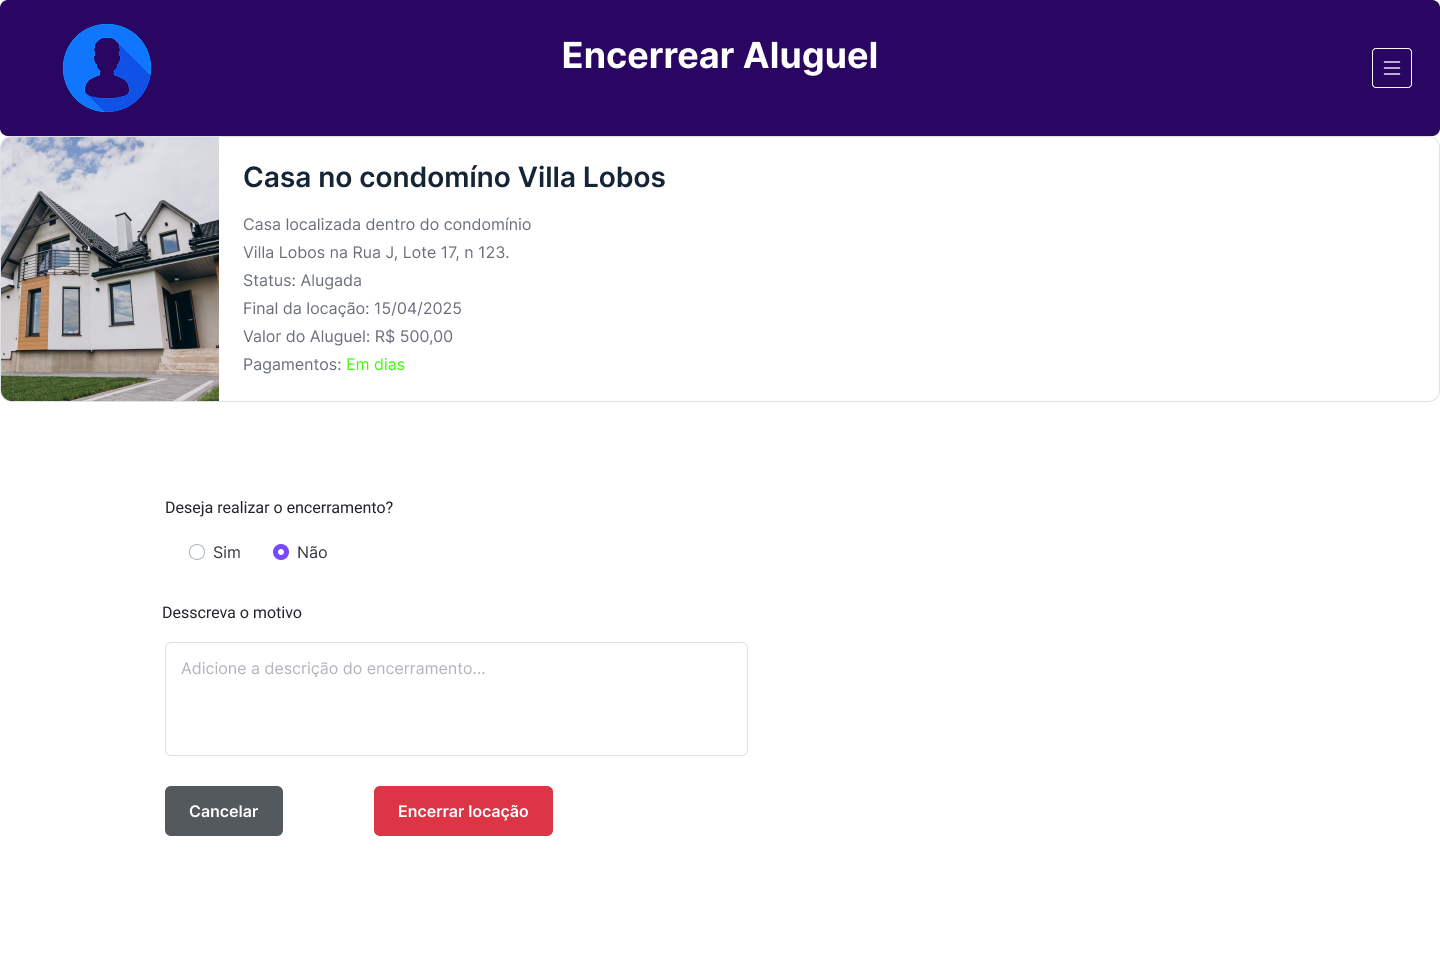 Encerrear Aluguel
Casa no condomíno Villa Lobos
Casa localizada dentro do condomínio
Villa Lobos na Rua J, Lote 17, n 123.
Status: Alugada
Final da locação: 15/04/2025
Valor do Aluguel: R$ 500,00
Pagamentos: Em dias
Deseja realizar o encerramento?
Sim Não
Desscreva o motivo
Adicione a descrição do encerramento...
Cancelar Encerrar locação